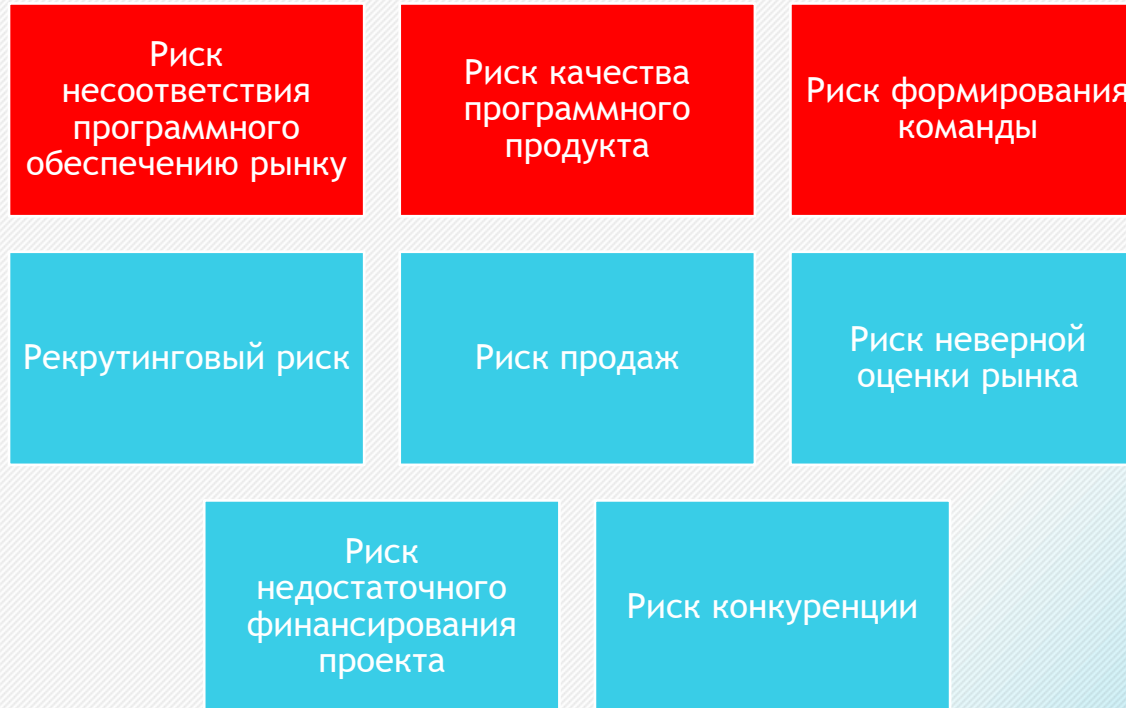 Риск
несоответствия
программного
обеспечению рынку
Риск качества
программного
продукта
Риск формирования
команды
Рекрутинговый риск
Риск продаж
Риск неверной
оценки рынка
Риск
недостаточного
финансирования
проекта
Риск конкуренции